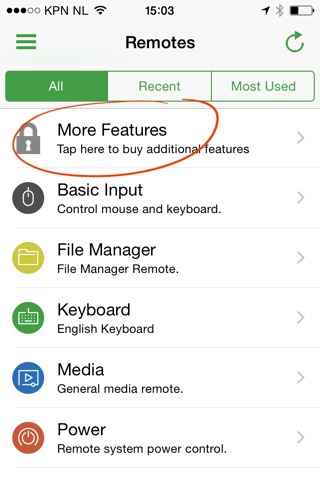 KPN NL 15:03
Remotes
All Recent Most Used
More Features
Tap here to buy additional features
Basic Input
Control mouse and keyboard.
File Manager
File Manager Remote.
Keyboard
English Keyboard
Media
General media remote.
Power
Remote system power control.